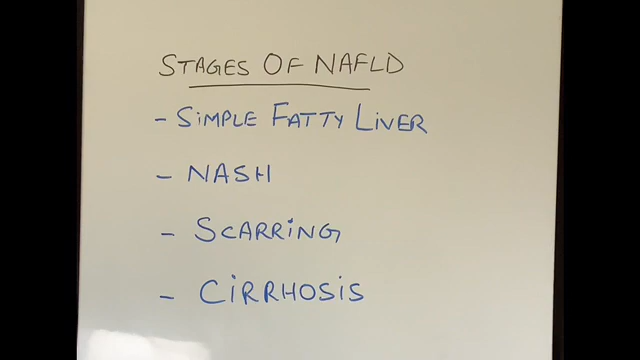 STAGES OF NAFLD
- SiMPLE FATTY LiVER
- NASH
- SCARRiNG
- CiRRHOSiS